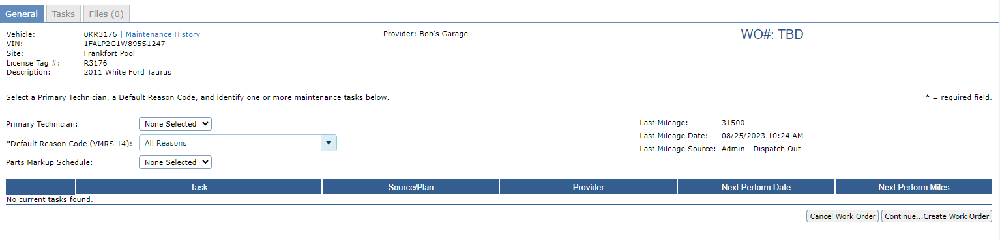 General
Tasks
Files (0)
Vehicle: 0KR3176 | Maintenance History
Provider: Bob's Garage
WO#: TBD
VIN: 1FALP2G1W895S1247
Site: Frankfort Pool
License Tag #: R3176
Description: 2011 White Ford Taurus
Select a Primary Technician, a Default Reason Code, and identify one or more maintenance tasks below.
* = required field.
Primary Technician: None Selected
Last Mileage: 31500
*Default Reason Code (VMRS 14): All Reasons
Last Mileage Date: 08/25/2023 10:24 AM
Last Mileage Source: Admin - Dispatch Out
Parts Markup Schedule: None Selected
Task Source/Plan Provider Next Perform Date Next Perform Miles
No current tasks found.
Cancel Work Order
Continue...Create Work Order